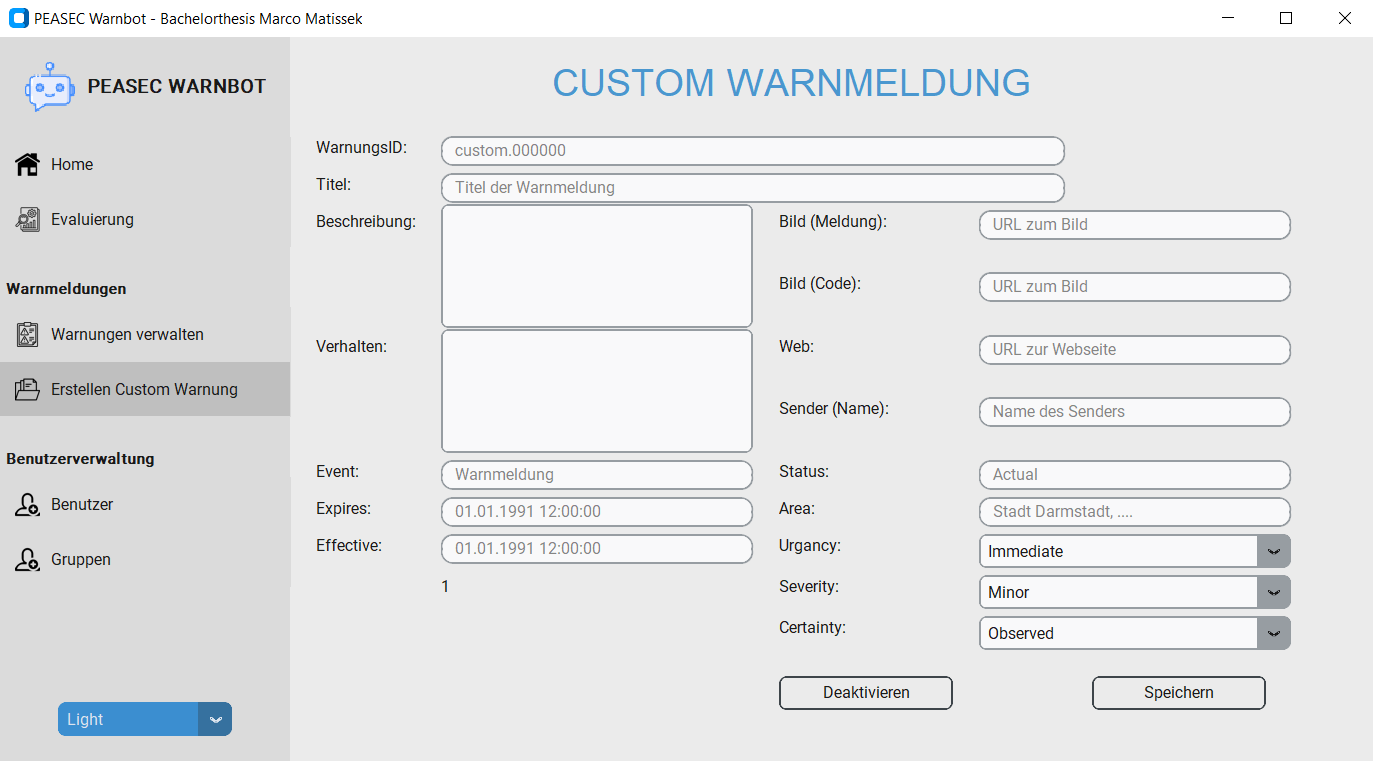 PEASEC Warnbot - Bachelorthesis Marco Matissek
PEASEC WARNBOT
Home
Evaluierung
Warnmeldungen
Warnungen verwalten
Erstellen Custom Warnung
Benutzerverwaltung
Benutzer
Gruppen
Light
CUSTOM WARNMELDUNG
WarnungsID: custom.000000
Titel: Titel der Warnmeldung
Beschreibung:
Bild (Meldung): URL zum Bild
Bild (Code): URL zum Bild
Verhalten:
Web: URL zur Webseite
Sender (Name): Name des Senders
Event: Warnmeldung
Status: Actual
Expires: 01.01.1991 12:00:00
Area: Stadt Darmstadt, ....
Effective: 01.01.1991 12:00:00
Urgancy: Immediate
1
Severity: Minor
Certainty: Observed
Deaktivieren
Speichern